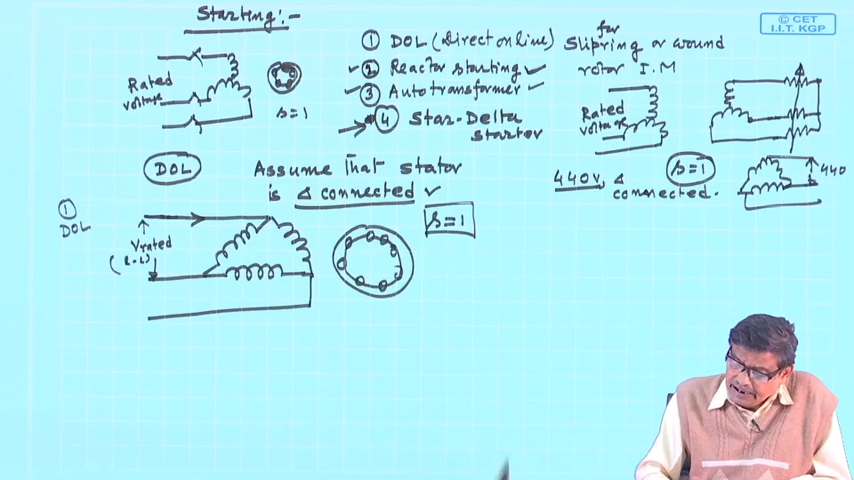 Starting:-
© CET
I.I.T. KGP
Rated
voltage
s=1
① DOL (Direct on line)
✓② Reactor starting ✓
✓③ Autotransformer ✓
④ Star-Delta
starter
for
Slipring or wound
rotor I.M
Rated
voltage
s=1
440V, Δ
connected.
440
DOL
Assume that stator
is Δ connected ✓
①
DOL
Vrated
(L-L)
s=1